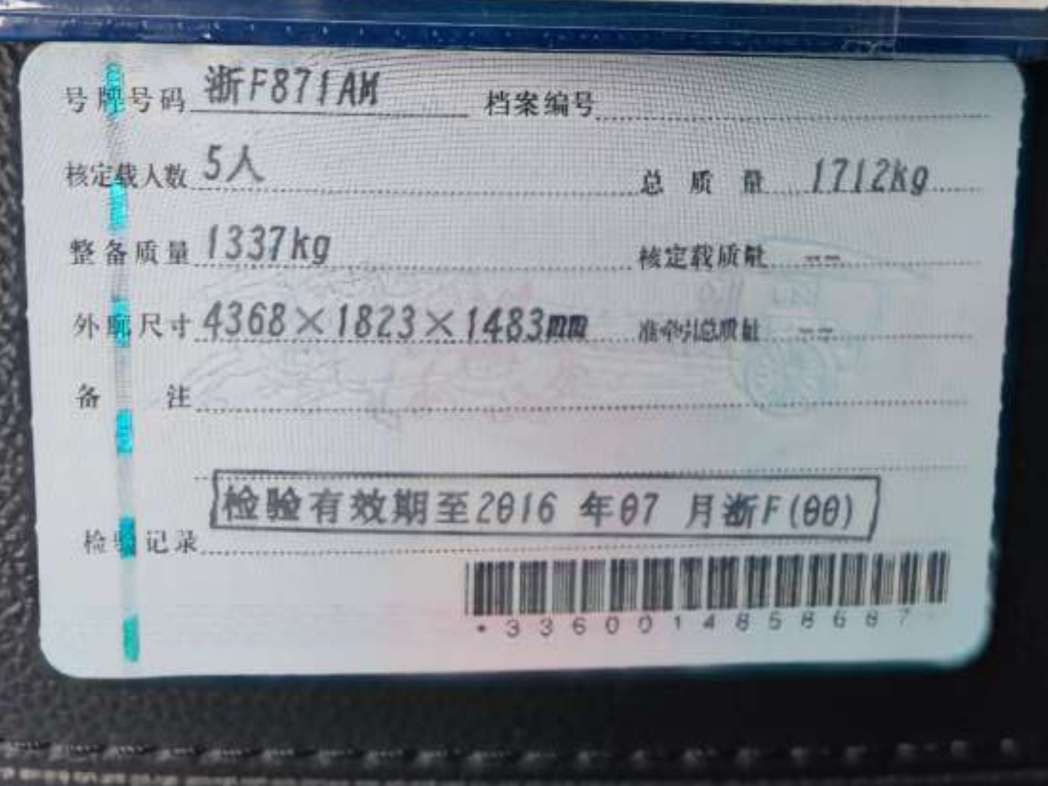 号牌号码 浙F871AM 档案编号
核定载人数 5人 总质量 1712kg
整备质量 1337kg 核定载质量 --
外廓尺寸 4368×1823×1483mm 准牵引总质量 --
备注
检验有效期至2016 年07 月浙F(00)
检验记录
*3360014858687*